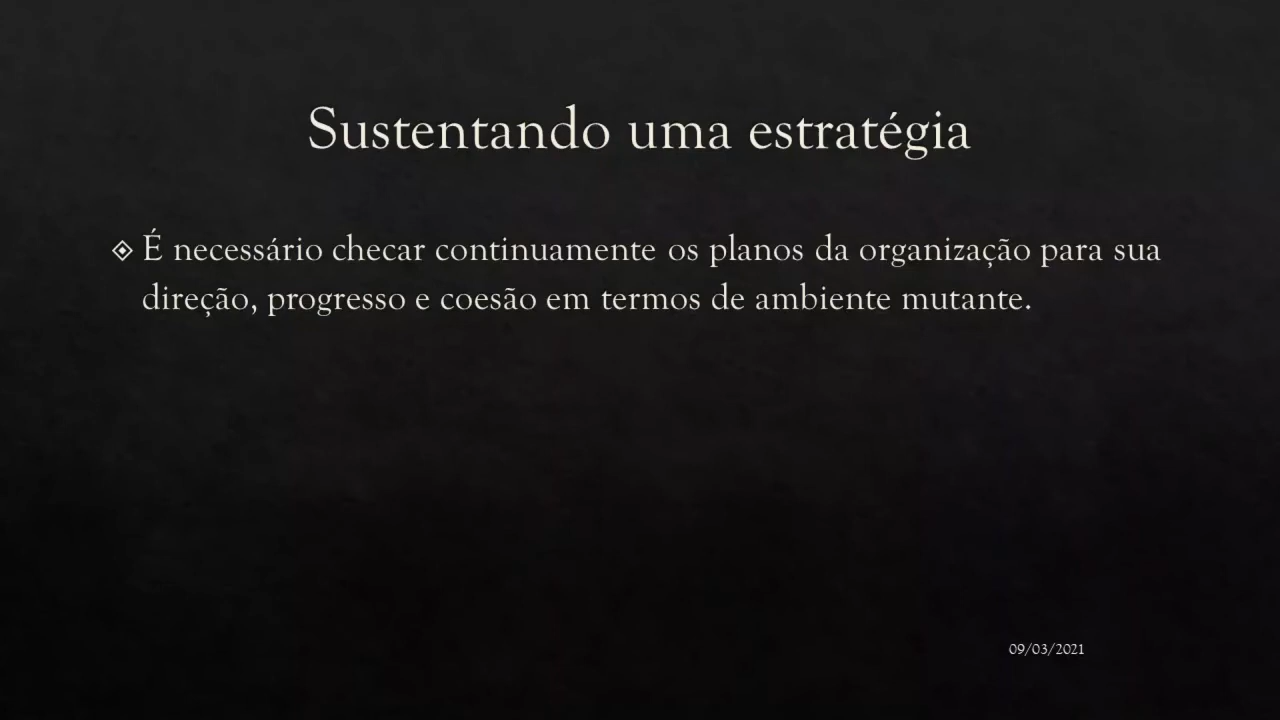 Sustentando uma estratégia
É necessário checar continuamente os planos da organização para sua
direção, progresso e coesão em termos de ambiente mutante.
09/03/2021